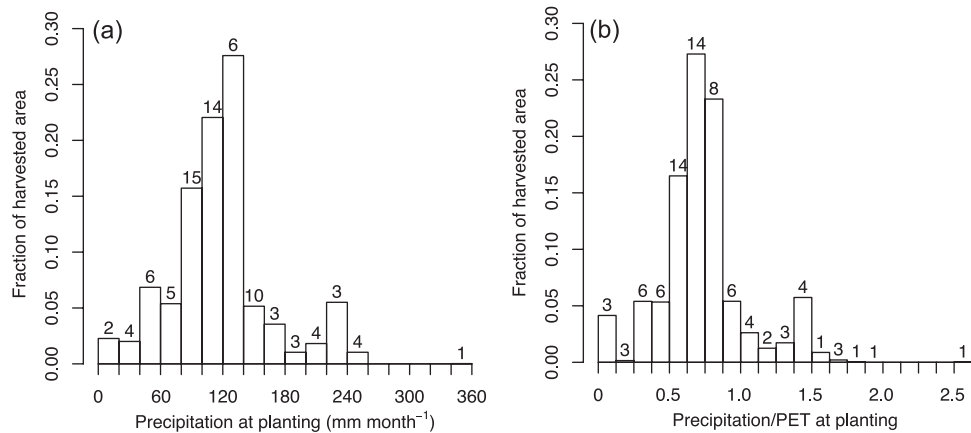 (a)
Fraction of harvested area
0.00 0.05 0.10 0.15 0.20 0.25 0.30
2 4 6 5 15 14 6 10 3 3 4 3 4 1
0 60 120 180 240 300 360
Precipitation at planting (mm month⁻¹)
(b)
Fraction of harvested area
0.00 0.05 0.10 0.15 0.20 0.25 0.30
3 3 6 6 14 14 8 6 4 2 3 4 1 3 1 1 1
0 0.5 1.0 1.5 2.0 2.5
Precipitation/PET at planting